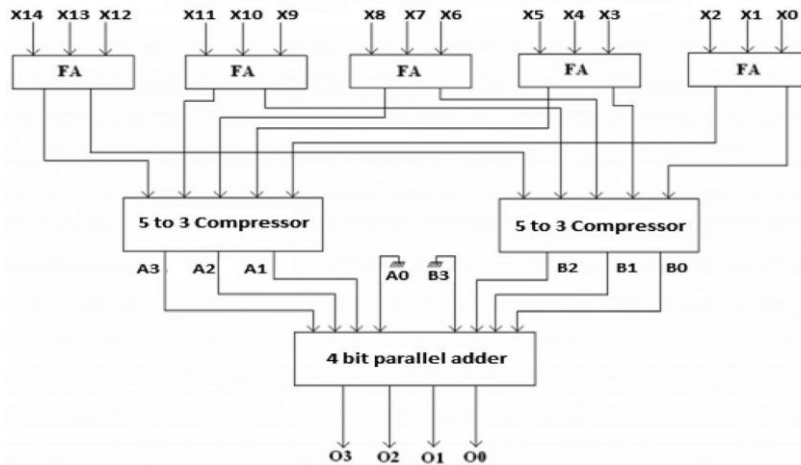 X14 X13 X12 X11 X10 X9 X8 X7 X6 X5 X4 X3 X2 X1 X0
FA FA FA FA FA
5 to 3 Compressor 5 to 3 Compressor
A3 A2 A1 A0 B3 B2 B1 B0
4 bit parallel adder
O3 O2 O1 O0